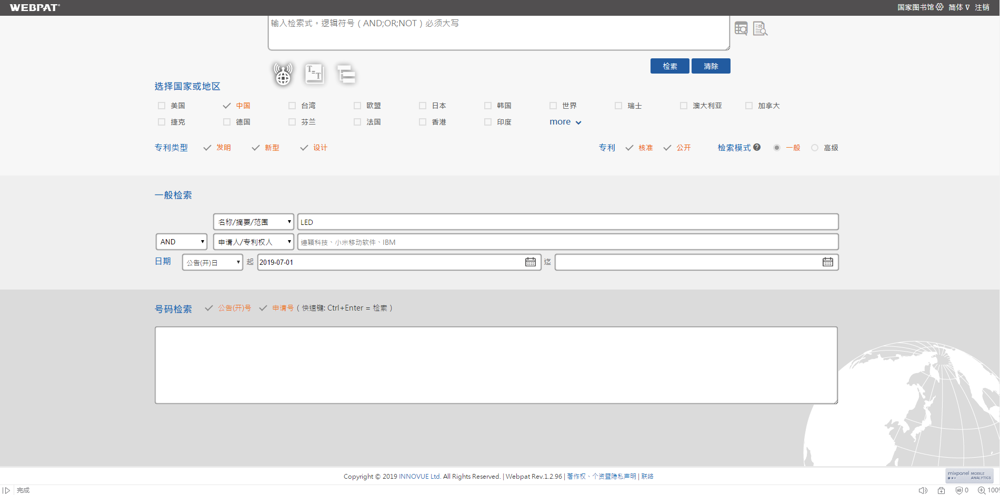 WEBPAT®
国家图书馆 简体 ∇ 注销
输入检索式。逻辑符号（AND;OR;NOT）必须大写
检索 清除
选择国家或地区
美国 中国 台湾 欧盟 日本 韩国 世界 瑞士 澳大利亚 加拿大
捷克 德国 芬兰 法国 香港 印度 more
专利类型 发明 新型 设计 专利 核准 公开 检索模式 ? 一般 高级
一般检索
名称/摘要/范围 LED
AND 申请人/专利权人 連穎科技、小米移动软件、IBM
日期 公告(开)日 起 2019-07-01 迄
号码检索 公告(开)号 申请号（快速键: Ctrl+Enter = 检索）
Copyright © 2019 INNOVUE Ltd. All Rights Reserved. | Webpat Rev.1.2.96 | 著作权、个资暨隐私声明 | 联络
mixpanel MOBILE ANALYTICS
完成 0 100%